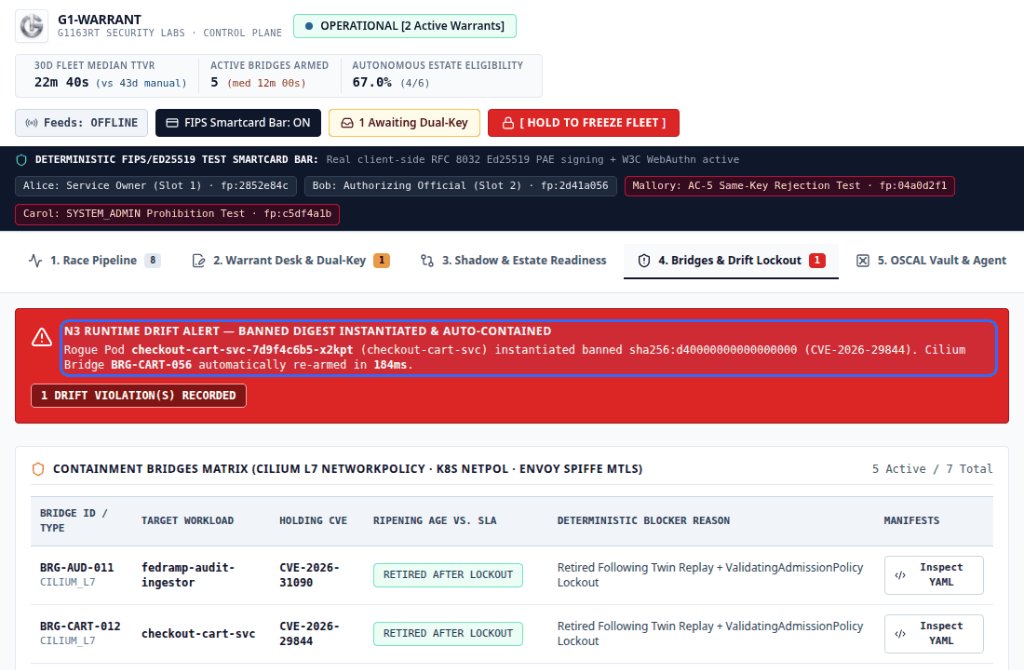 G1-WARRANT
G1163RT SECURITY LABS · CONTROL PLANE
OPERATIONAL [2 Active Warrants]
30D FLEET MEDIAN TTVR
22m 40s (vs 43d manual)
ACTIVE BRIDGES ARMED
5 (med 12m 00s)
AUTONOMOUS ESTATE ELIGIBILITY
67.0% (4/6)
Feeds: OFFLINE
FIPS Smartcard Bar: ON
1 Awaiting Dual-Key
[ HOLD TO FREEZE FLEET ]
DETERMINISTIC FIPS/ED25519 TEST SMARTCARD BAR: Real client-side RFC 8032 Ed25519 PAE signing + W3C WebAuthn active
Alice: Service Owner (Slot 1) · fp:2852e84c
Bob: Authorizing Official (Slot 2) · fp:2d41a056
Mallory: AC-5 Same-Key Rejection Test · fp:04a0d2f1
Carol: SYSTEM_ADMIN Prohibition Test · fp:c5df4a1b
1. Race Pipeline 8
2. Warrant Desk & Dual-Key 1
3. Shadow & Estate Readiness
4. Bridges & Drift Lockout 1
5. OSCAL Vault & Agent
N3 RUNTIME DRIFT ALERT — BANNED DIGEST INSTANTIATED & AUTO-CONTAINED
Rogue Pod checkout-cart-svc-7d9f4c6b5-x2kpt (checkout-cart-svc) instantiated banned sha256:d40000000000000000 (CVE-2026-29844). Cilium
Bridge BRG-CART-056 automatically re-armed in 184ms.
1 DRIFT VIOLATION(S) RECORDED
CONTAINMENT BRIDGES MATRIX (CILIUM L7 NETWORKPOLICY · K8S NETPOL · ENVOY SPIFFE MTLS)
5 Active / 7 Total
BRIDGE ID /
TYPE
TARGET WORKLOAD
HOLDING CVE
RIPENING AGE VS. SLA
DETERMINISTIC BLOCKER REASON
MANIFESTS
BRG-AUD-011
CILIUM_L7
fedramp-audit-
ingestor
CVE-2026-
31090
RETIRED AFTER LOCKOUT
Retired Following Twin Replay + ValidatingAdmissionPolicy
Lockout
Inspect
YAML
BRG-CART-012
CILIUM_L7
checkout-cart-svc
CVE-2026-
29844
RETIRED AFTER LOCKOUT
Retired Following Twin Replay + ValidatingAdmissionPolicy
Lockout
Inspect
YAML